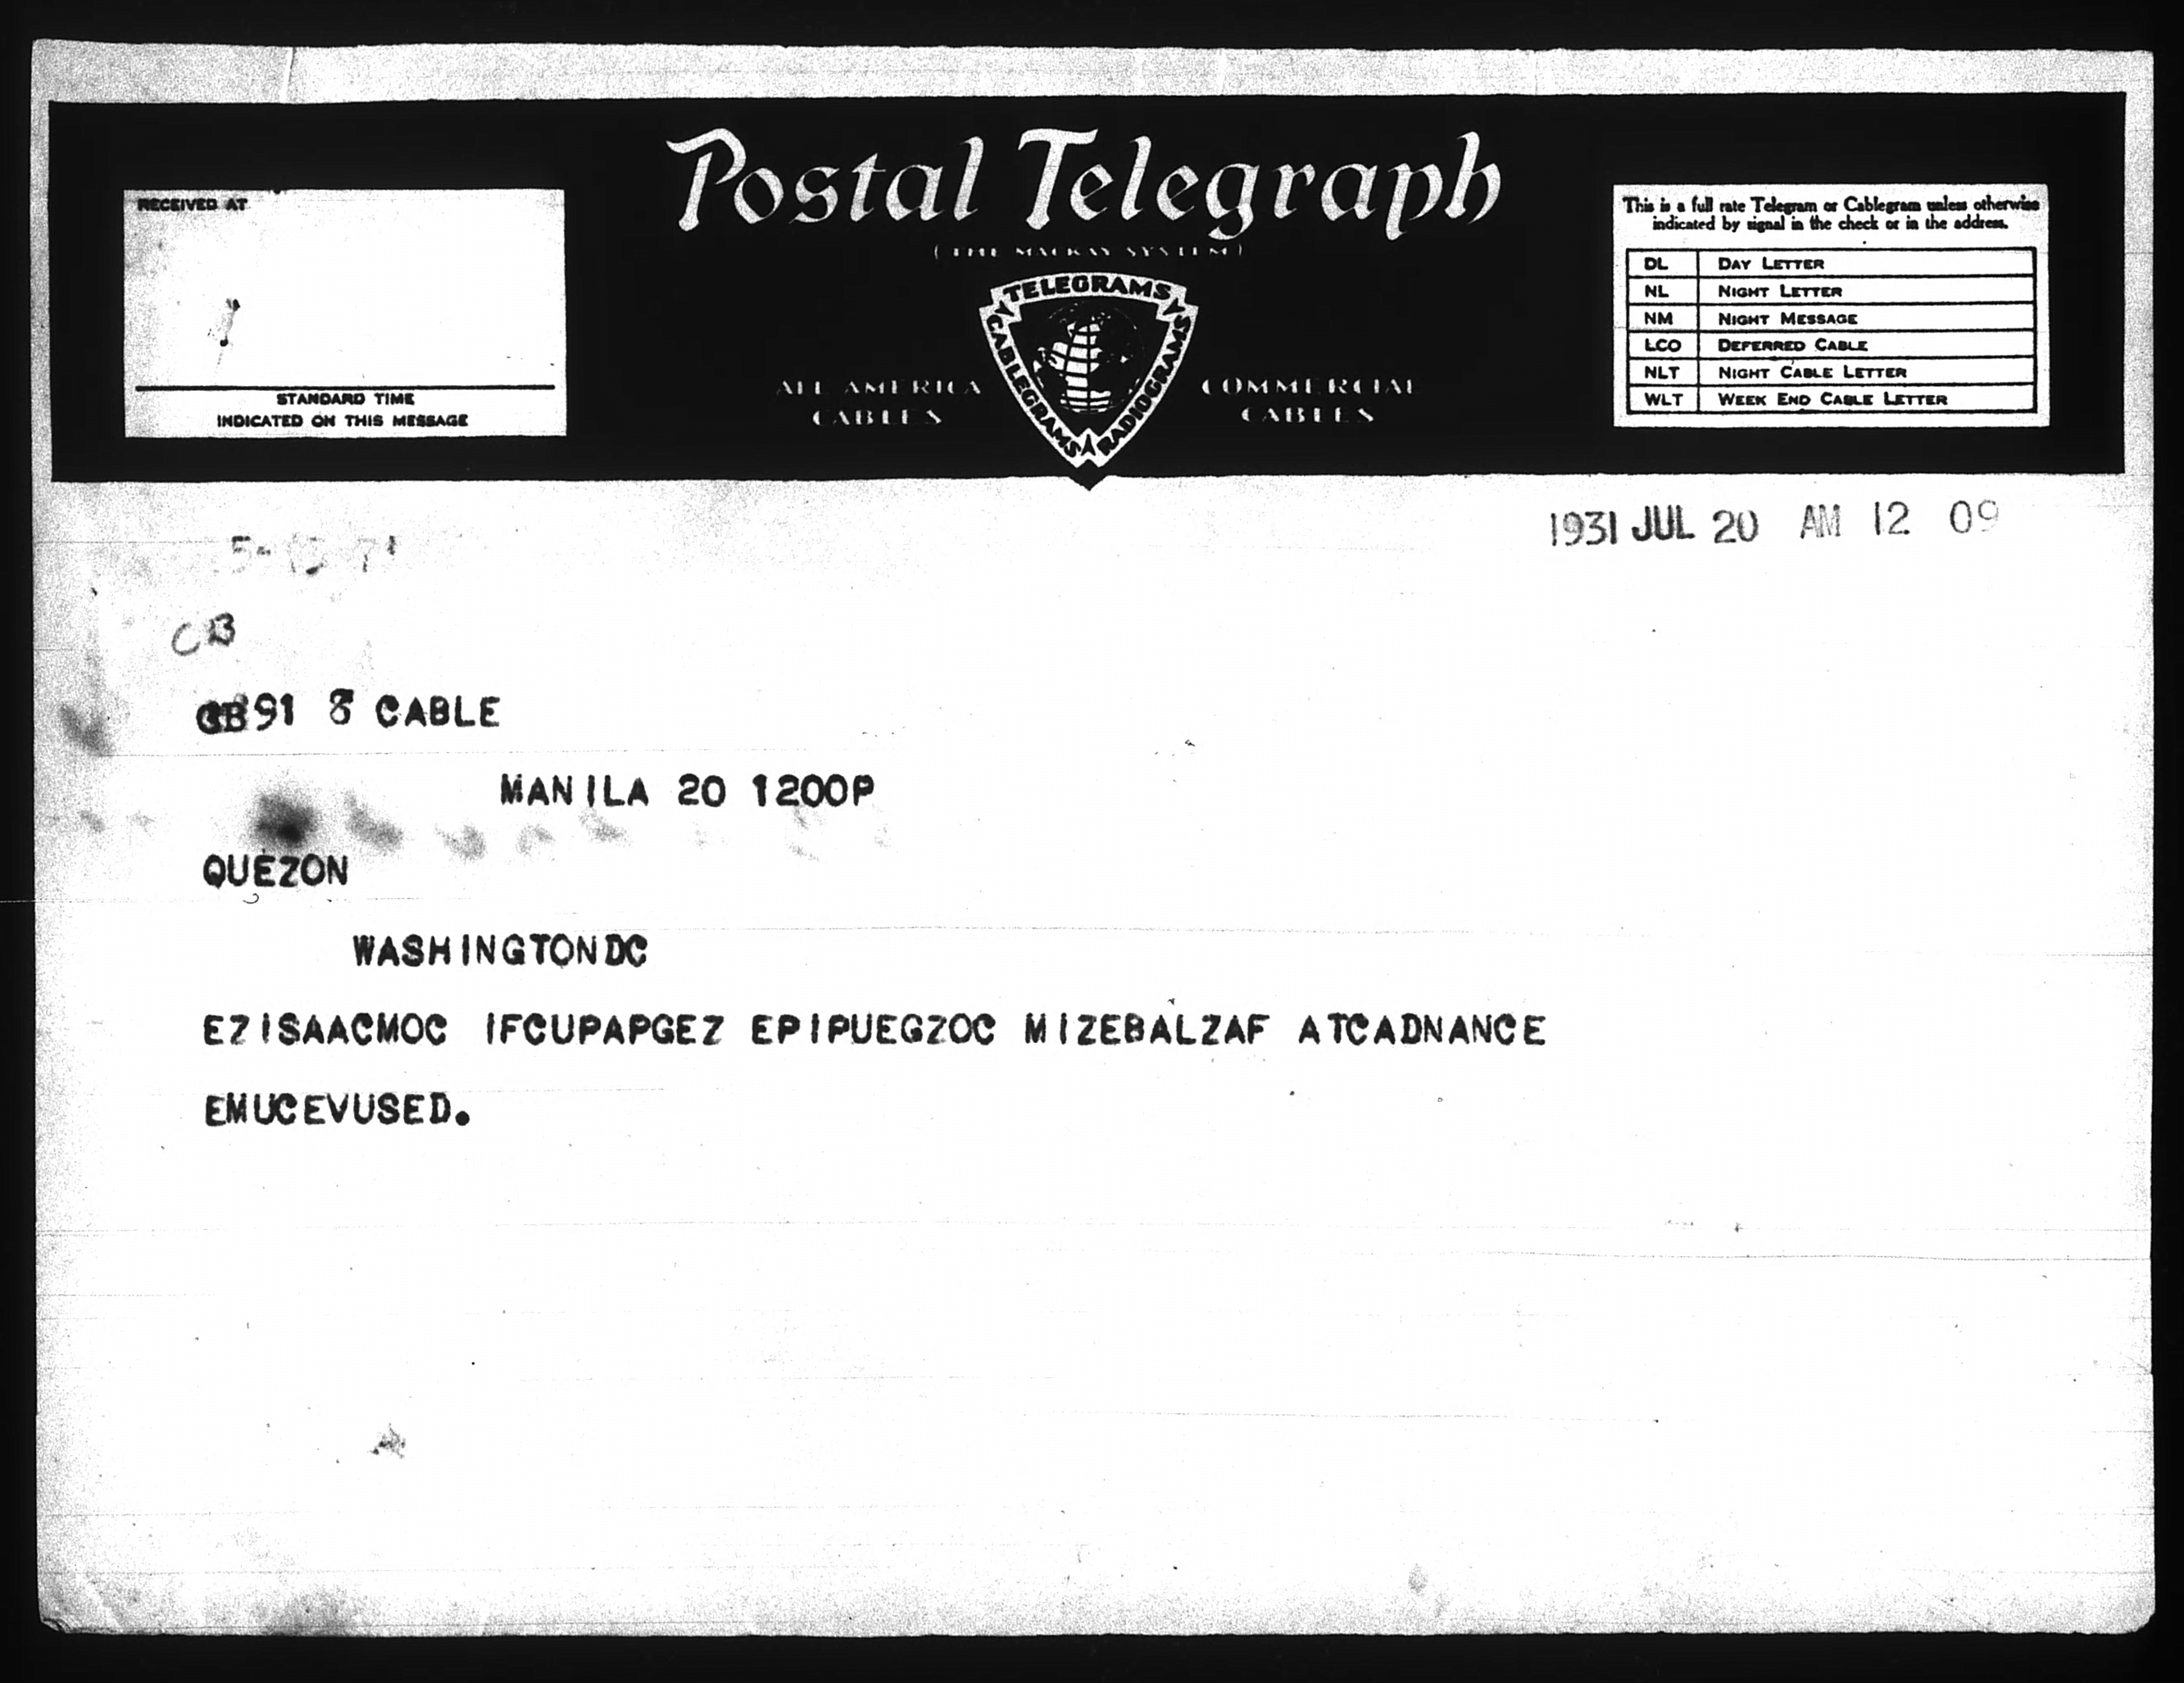 Postal Telegraph
(THE MACKAY SYSTEM)
RECEIVED AT
STANDARD TIME
INDICATED ON THIS MESSAGE
TELEGRAMS
CABLEGRAMS
RADIOGRAMS
ALL AMERICA
CABLES
COMMERCIAL
CABLES
This is a full rate Telegram or Cablegram unless otherwise
indicated by signal in the check or in the address.
DL DAY LETTER
NL NIGHT LETTER
NM NIGHT MESSAGE
LCO DEFERRED CABLE
NLT NIGHT CABLE LETTER
WLT WEEK END CABLE LETTER
1931 JUL 20 AM 12 09
CB
91 8 CABLE
MANILA 20 1200P
QUEZON
WASHINGTONDC
EZISAACMOC IFCUPAPGEZ EPIPUEGZOC MIZEBALZAF ATCADNANCE
EMUCEVUSED.